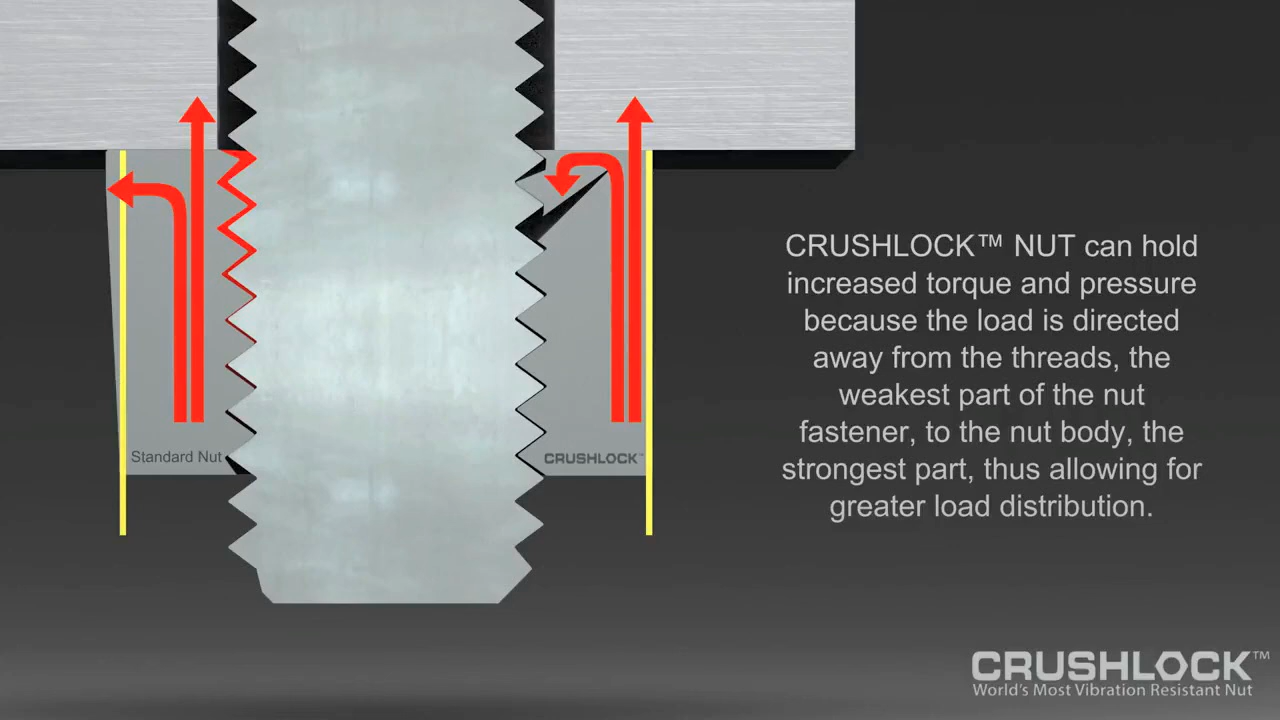 CRUSHLOCK™ NUT can hold
increased torque and pressure
because the load is directed
away from the threads, the
weakest part of the nut
fastener, to the nut body, the
strongest part, thus allowing for
greater load distribution.
Standard Nut
CRUSHLOCK™
CRUSHLOCK™
World's Most Vibration Resistant Nut